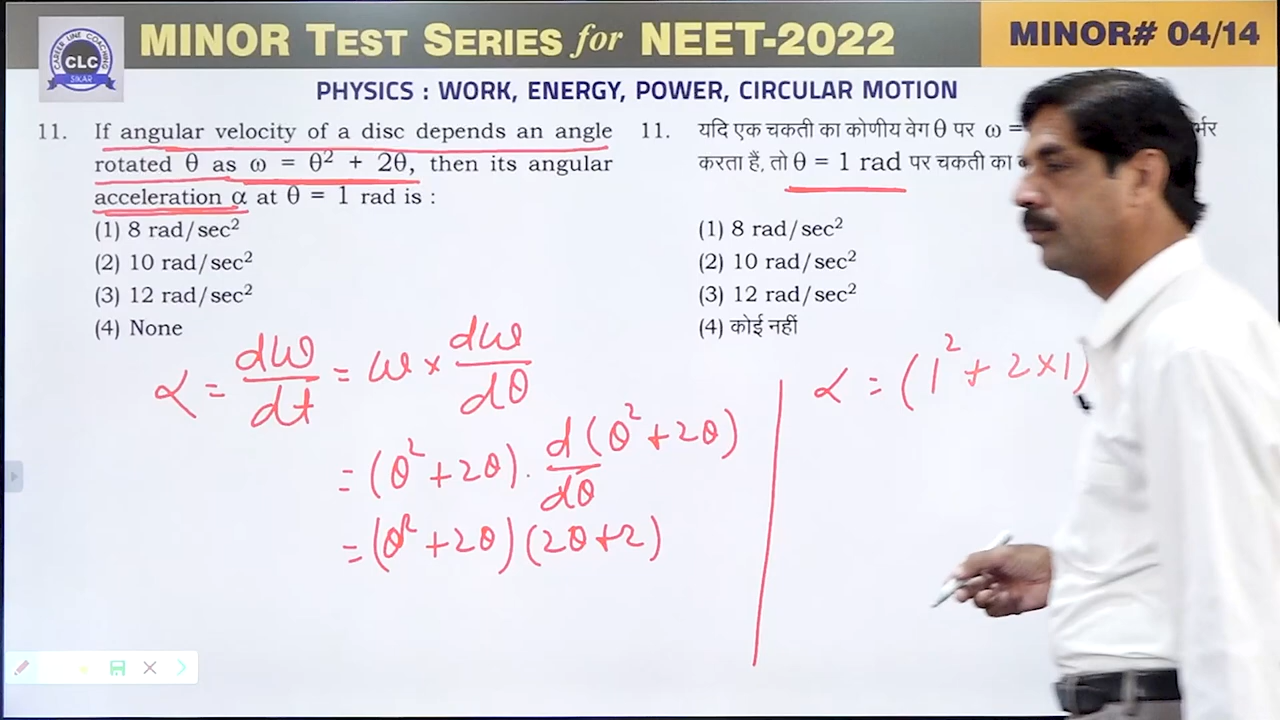 CAREER LINE COACHING
CLC
SIKAR
MINOR TEST SERIES for NEET-2022
MINOR# 04/14
PHYSICS : WORK, ENERGY, POWER, CIRCULAR MOTION
11. If angular velocity of a disc depends an angle
rotated θ as ω = θ² + 2θ, then its angular
acceleration α at θ = 1 rad is :
(1) 8 rad/sec²
(2) 10 rad/sec²
(3) 12 rad/sec²
(4) None
11. यदि एक चकती का कोणीय वेग θ पर ω =
करता हैं, तो θ = 1 rad पर चकती का
(1) 8 rad/sec²
(2) 10 rad/sec²
(3) 12 rad/sec²
(4) कोई नहीं
α = dω/dt = ω × dω/dθ
= (θ² + 2θ) . d/dθ (θ² + 2θ)
= (θ² + 2θ) (2θ + 2)
α = (1² + 2×1)